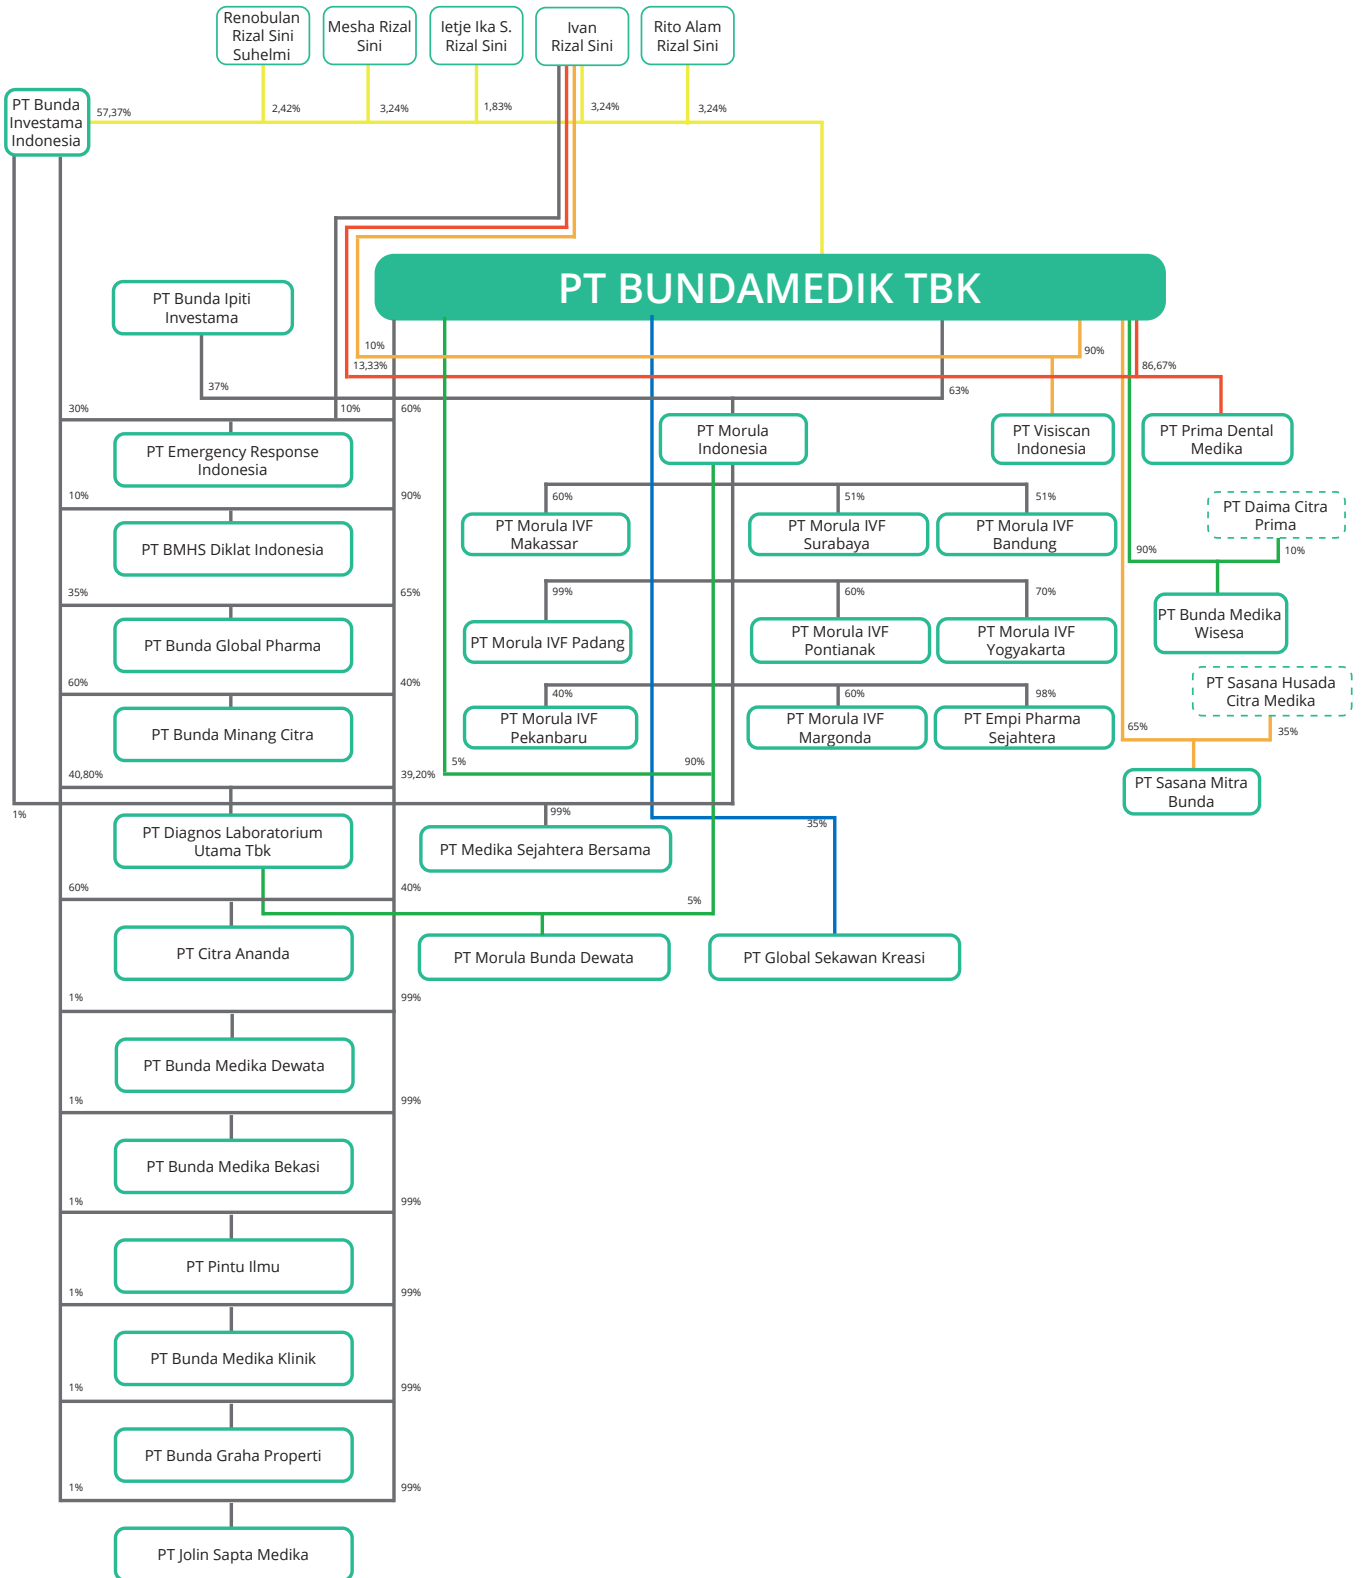 Renobulan
Rizal Sini
Suhelmi
Mesha Rizal
Sini
Ietje Ika S.
Rizal Sini
Ivan
Rizal Sini
Rito Alam
Rizal Sini
PT Bunda
Investama
Indonesia
57,37%
2,42%
3,24%
1,83%
3,24%
3,24%
PT BUNDAMEDIK TBK
PT Bunda Ipiti
Investama
10%
90%
13,33%
86,67%
37%
63%
30%
10%
60%
PT Emergency Response
Indonesia
PT Morula
Indonesia
PT Visiscan
Indonesia
PT Prima Dental
Medika
10%
90%
60%
51%
51%
PT Daima Citra
Prima
PT BMHS Diklat Indonesia
PT Morula IVF
Makassar
PT Morula IVF
Surabaya
PT Morula IVF
Bandung
90%
10%
35%
65%
99%
60%
70%
PT Bunda Medika
Wisesa
PT Bunda Global Pharma
PT Morula IVF Padang
PT Morula IVF
Pontianak
PT Morula IVF
Yogyakarta
60%
40%
40%
60%
98%
PT Sasana Husada
Citra Medika
PT Bunda Minang Citra
PT Morula IVF
Pekanbaru
PT Morula IVF
Margonda
PT Empi Pharma
Sejahtera
65%
35%
40,80%
39,20%
5%
90%
PT Sasana Mitra
Bunda
1%
99%
35%
PT Diagnos Laboratorium
Utama Tbk
PT Medika Sejahtera Bersama
60%
40%
5%
PT Citra Ananda
PT Morula Bunda Dewata
PT Global Sekawan Kreasi
1%
99%
PT Bunda Medika Dewata
1%
99%
PT Bunda Medika Bekasi
1%
99%
PT Pintu Ilmu
1%
99%
PT Bunda Medika Klinik
1%
99%
PT Bunda Graha Properti
1%
99%
PT Jolin Sapta Medika